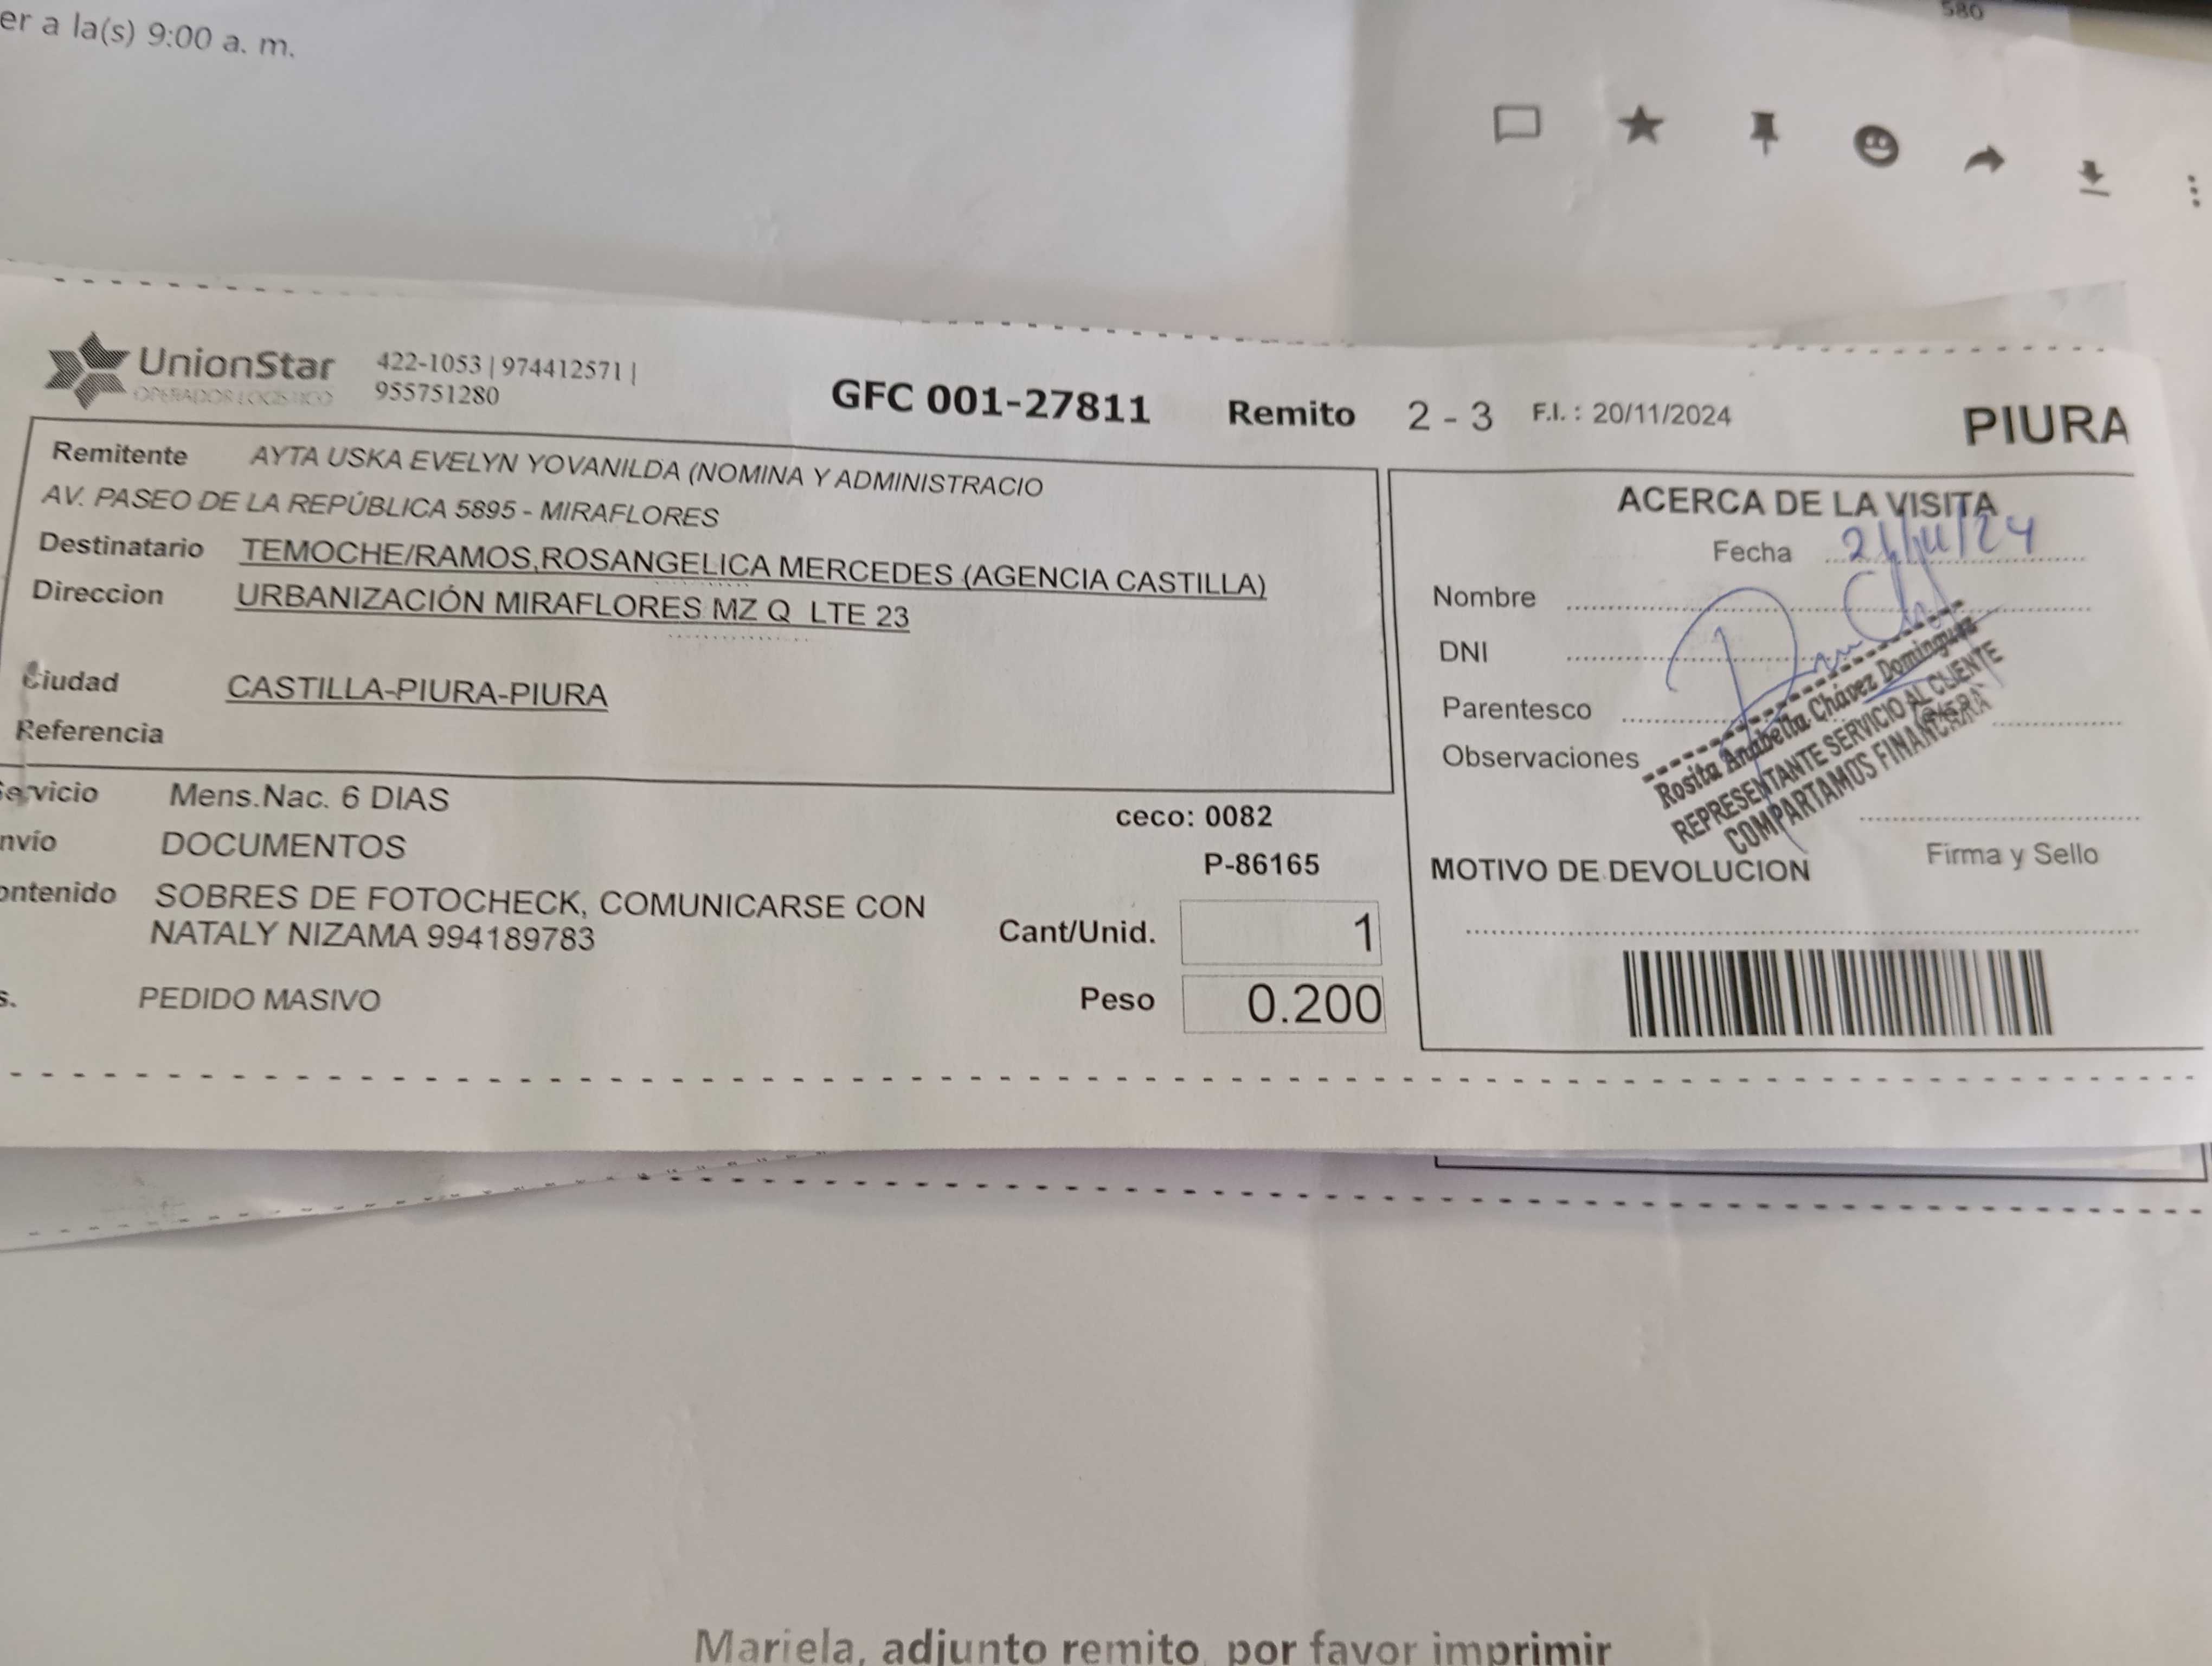 er a la(s) 9:00 a. m.
580
UnionStar
OPERADOR LOGISTICO
422-1053 | 974412571 |
955751280
GFC 001-27811 Remito 2 - 3 F.I. : 20/11/2024 PIURA
Remitente AYTA USKA EVELYN YOVANILDA (NOMINA Y ADMINISTRACIO
AV. PASEO DE LA REPÚBLICA 5895 - MIRAFLORES
Destinatario TEMOCHE/RAMOS,ROSANGELICA MERCEDES (AGENCIA CASTILLA)
Direccion URBANIZACIÓN MIRAFLORES MZ Q LTE 23
Ciudad CASTILLA-PIURA-PIURA
Referencia
Servicio Mens.Nac. 6 DIAS
ceco: 0082
nvío DOCUMENTOS
P-86165
ontenido SOBRES DE FOTOCHECK, COMUNICARSE CON
NATALY NIZAMA 994189783
Cant/Unid. 1
s. PEDIDO MASIVO
Peso 0.200
ACERCA DE LA VISITA
Fecha 21/11/24
Nombre
DNI
Parentesco
Observaciones
Rosita Anabella Chávez Dominguez
REPRESENTANTE SERVICIO AL CLIENTE
COMPARTAMOS FINANCIERA
Firma y Sello
MOTIVO DE DEVOLUCION
Mariela, adjunto remito, por favor imprimir